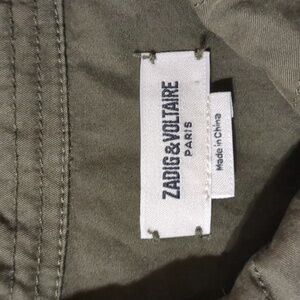 ZADIG & VOLTAIRE
PARIS
Made in China